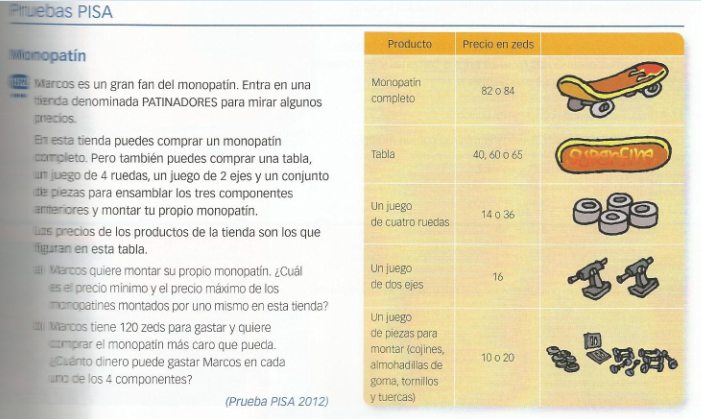 Pruebas PISA
Monopatín
Marcos es un gran fan del monopatín. Entra en una
tienda denominada PATINADORES para mirar algunos
precios.
En esta tienda puedes comprar un monopatín
completo. Pero también puedes comprar una tabla,
un juego de 4 ruedas, un juego de 2 ejes y un conjunto
de piezas para ensamblar los tres componentes
anteriores y montar tu propio monopatín.
Los precios de los productos de la tienda son los que
figuran en esta tabla.
a) Marcos quiere montar su propio monopatín. ¿Cuál
es el precio mínimo y el precio máximo de los
monopatines montados por uno mismo en esta tienda?
b) Marcos tiene 120 zeds para gastar y quiere
comprar el monopatín más caro que pueda.
¿Cuánto dinero puede gastar Marcos en cada
uno de los 4 componentes?
(Prueba PISA 2012)
Producto Precio en zeds
Monopatín
completo
82 o 84
Tabla
40, 60 o 65
Un juego
de cuatro ruedas
14 o 36
Un juego
de dos ejes
16
Un juego
de piezas para
montar (cojines,
almohadillas de
goma, tornillos
y tuercas)
10 o 20